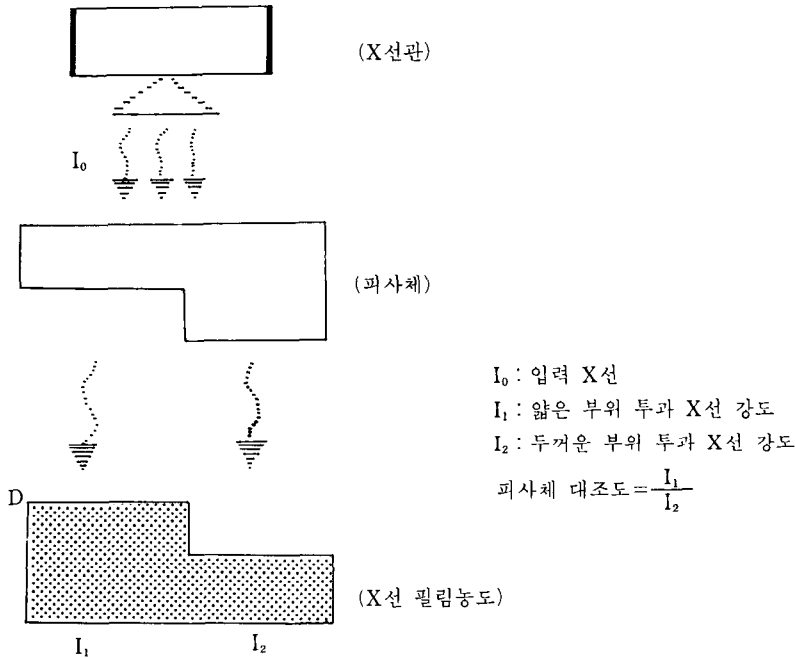 (X선관)
I₀
(피사체)
I₀ : 입력 X선
I₁ : 얇은 부위 투과 X선 강도
I₂ : 두꺼운 부위 투과 X선 강도
피사체 대조도 = I₁/I₂
D
(X선 필림농도)
I₁ I₂